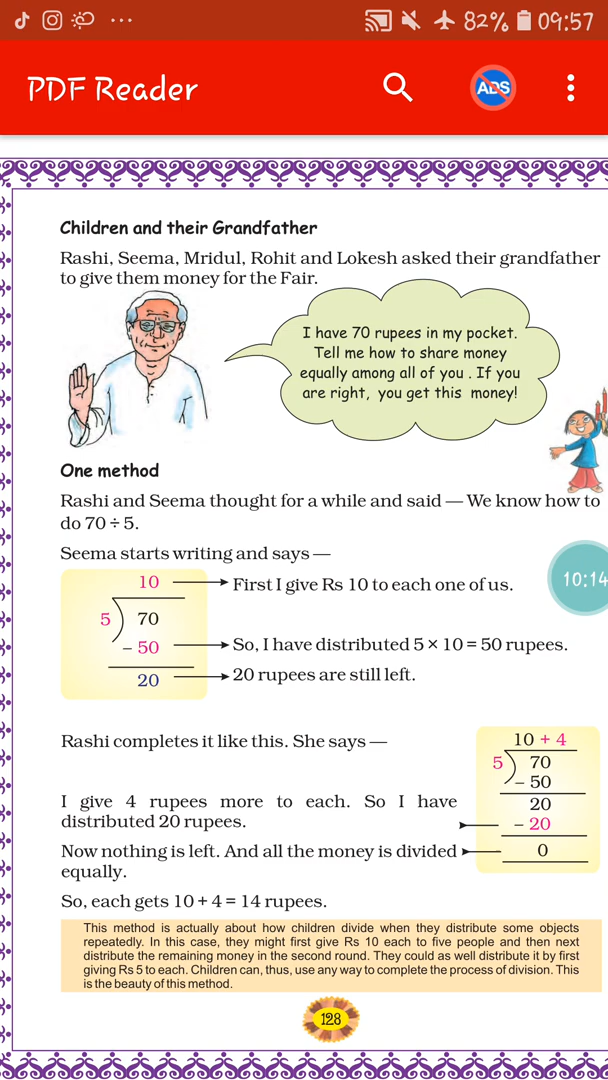 82% 09:57
PDF Reader
ADS
Children and their Grandfather
Rashi, Seema, Mridul, Rohit and Lokesh asked their grandfather
to give them money for the Fair.
I have 70 rupees in my pocket.
Tell me how to share money
equally among all of you . If you
are right, you get this money!
One method
Rashi and Seema thought for a while and said — We know how to
do 70 ÷ 5.
Seema starts writing and says —
10
First I give Rs 10 to each one of us.
5 ) 70
– 50
So, I have distributed 5 × 10 = 50 rupees.
20
20 rupees are still left.
10:14
Rashi completes it like this. She says —
10 + 4
5 ) 70
– 50
20
– 20
0
I give 4 rupees more to each. So I have
distributed 20 rupees.
Now nothing is left. And all the money is divided
equally.
So, each gets 10 + 4 = 14 rupees.
This method is actually about how children divide when they distribute some objects
repeatedly. In this case, they might first give Rs 10 each to five people and then next
distribute the remaining money in the second round. They could as well distribute it by first
giving Rs 5 to each. Children can, thus, use any way to complete the process of division. This
is the beauty of this method.
128